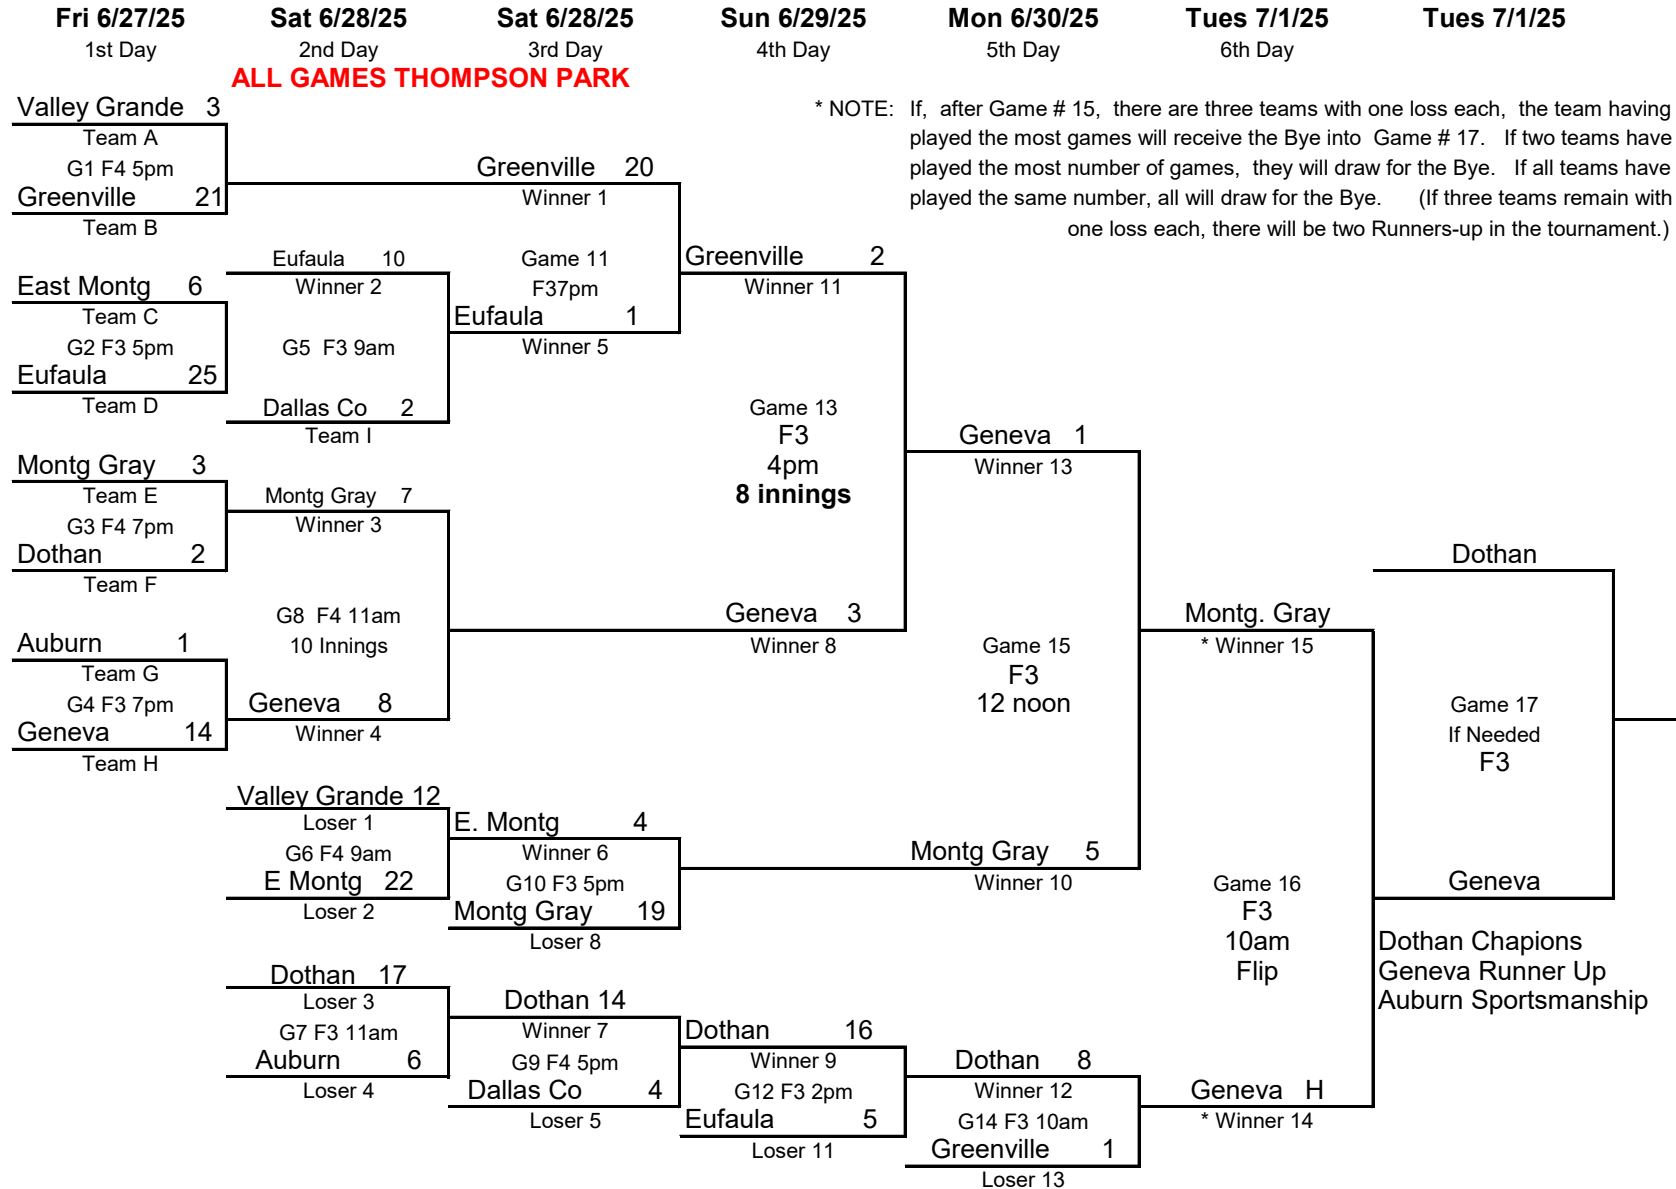 Fri 6/27/25 Sat 6/28/25 Sat 6/28/25 Sun 6/29/25 Mon 6/30/25 Tues 7/1/25 Tues 7/1/25
1st Day 2nd Day 3rd Day 4th Day 5th Day 6th Day
ALL GAMES THOMPSON PARK
* NOTE: If, after Game # 15, there are three teams with one loss each, the team having
played the most games will receive the Bye into Game # 17. If two teams have
played the most number of games, they will draw for the Bye. If all teams have
played the same number, all will draw for the Bye. (If three teams remain with
one loss each, there will be two Runners-up in the tournament.)
Valley Grande 3
Team A
G1 F4 5pm
Greenville 21
Team B
East Montg 6
Team C
G2 F3 5pm
Eufaula 25
Team D
Montg Gray 3
Team E
G3 F4 7pm
Dothan 2
Team F
Auburn 1
Team G
G4 F3 7pm
Geneva 14
Team H
Eufaula 10
Winner 2
G5 F3 9am
Dallas Co 2
Team I
Montg Gray 7
Winner 3
G8 F4 11am
10 Innings
Geneva 8
Winner 4
Valley Grande 12
Loser 1
G6 F4 9am
E Montg 22
Loser 2
Dothan 17
Loser 3
G7 F3 11am
Auburn 6
Loser 4
Greenville 20
Winner 1
Game 11
F37pm
Eufaula 1
Winner 5
E. Montg 4
Winner 6
G10 F3 5pm
Montg Gray 19
Loser 8
Dothan 14
Winner 7
G9 F4 5pm
Dallas Co 4
Loser 5
Greenville 2
Winner 11
Game 13
F3
4pm
8 innings
Geneva 3
Winner 8
Dothan 16
Winner 9
G12 F3 2pm
Eufaula 5
Loser 11
Geneva 1
Winner 13
Game 15
F3
12 noon
Montg Gray 5
Winner 10
Dothan 8
Winner 12
G14 F3 10am
Greenville 1
Loser 13
Montg. Gray
* Winner 15
Game 16
F3
10am
Flip
Geneva H
* Winner 14
Dothan
Game 17
If Needed
F3
Geneva
Dothan Chapions
Geneva Runner Up
Auburn Sportsmanship